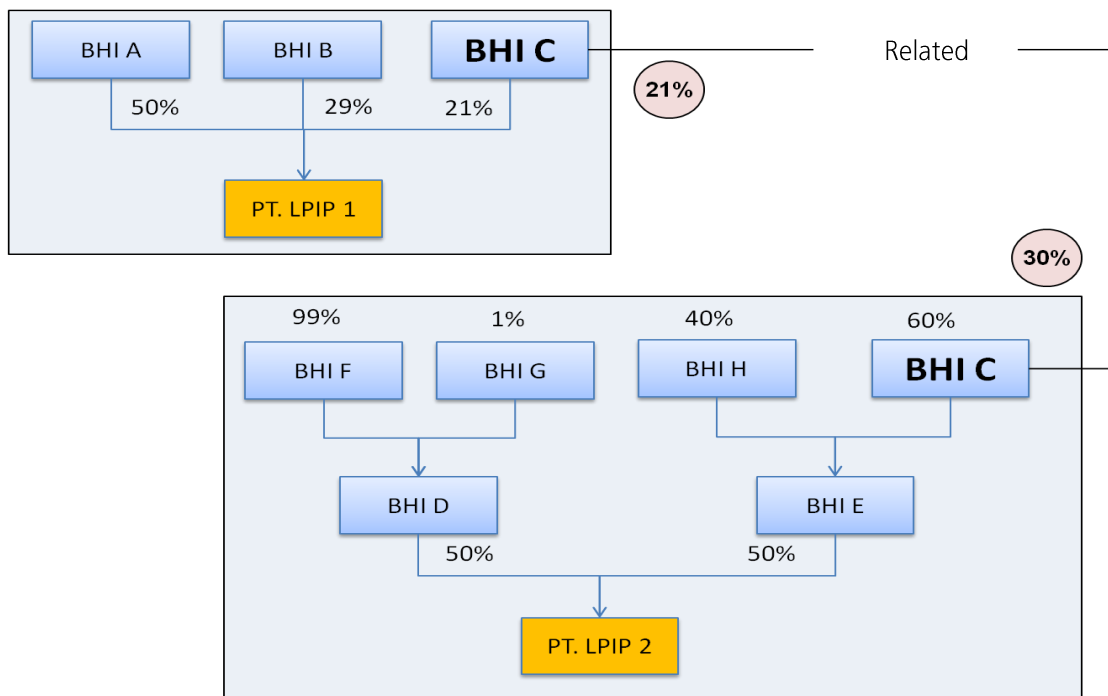 BHI A
BHI B
BHI C
Related
50%
29%
21%
21%
PT. LPIP 1
30%
99%
1%
40%
60%
BHI F
BHI G
BHI H
BHI C
BHI D
BHI E
50%
50%
PT. LPIP 2